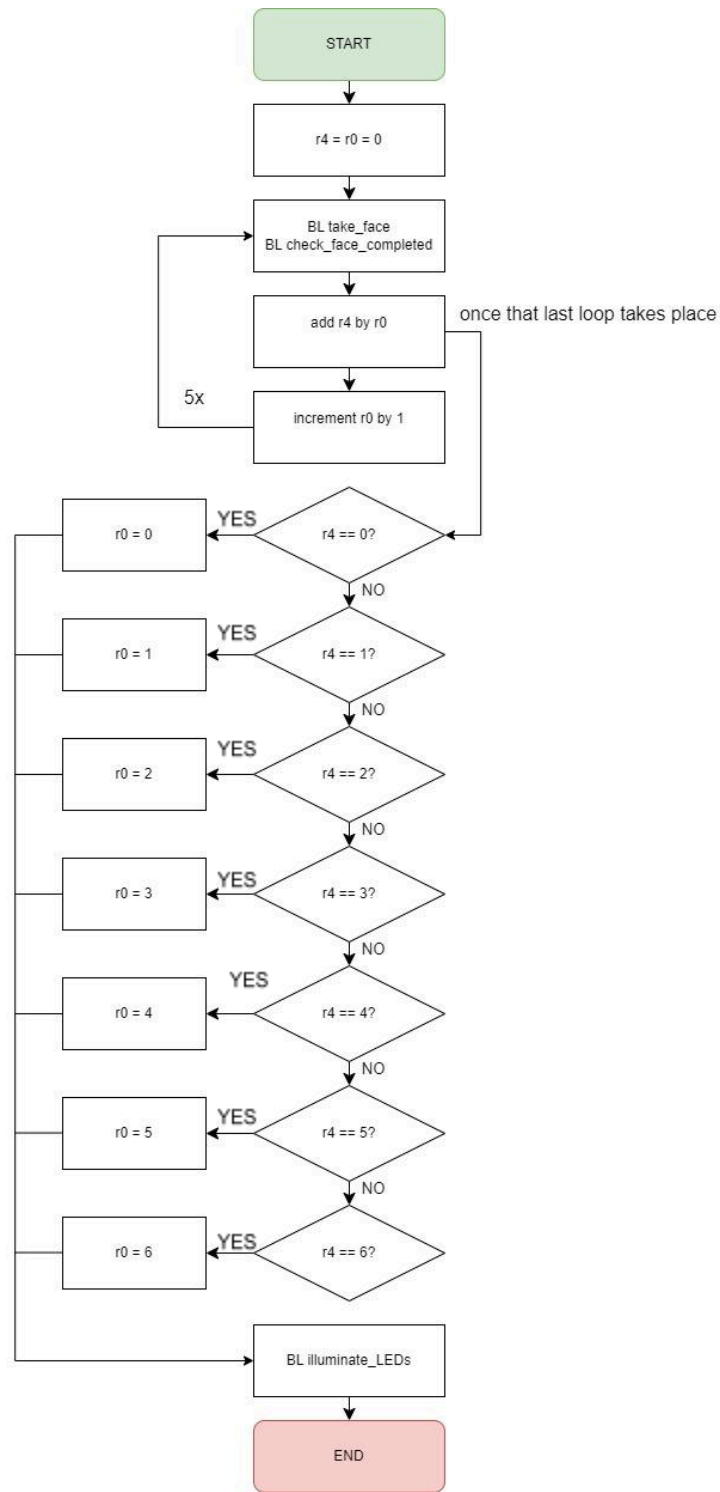 START
r4 = r0 = 0
BL take_face
BL check_face_completed
add r4 by r0
once that last loop takes place
5x
increment r0 by 1
r0 = 0
YES
r4 == 0?
NO
r0 = 1
YES
r4 == 1?
NO
r0 = 2
YES
r4 == 2?
NO
r0 = 3
YES
r4 == 3?
NO
r0 = 4
YES
r4 == 4?
NO
r0 = 5
YES
r4 == 5?
NO
r0 = 6
YES
r4 == 6?
BL illuminate_LEDs
END